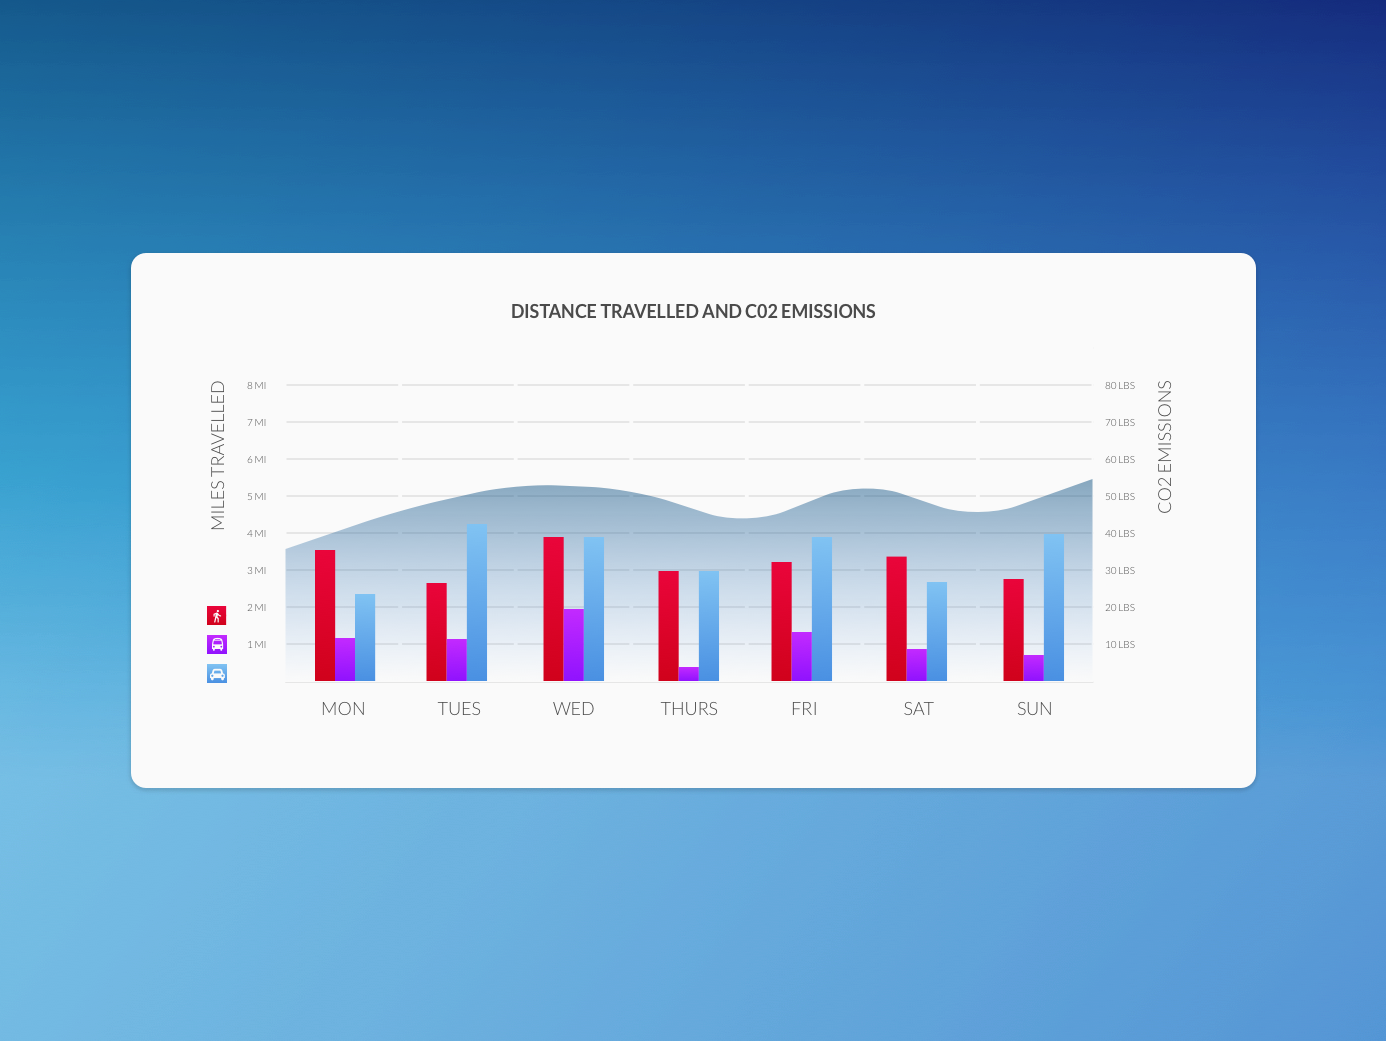 DISTANCE TRAVELLED AND C02 EMISSIONS
MILES TRAVELLED
8 MI
7 MI
6 MI
5 MI
4 MI
3 MI
2 MI
1 MI
80 LBS
70 LBS
60 LBS
50 LBS
40 LBS
30 LBS
20 LBS
10 LBS
CO2 EMISSIONS
MON TUES WED THURS FRI SAT SUN